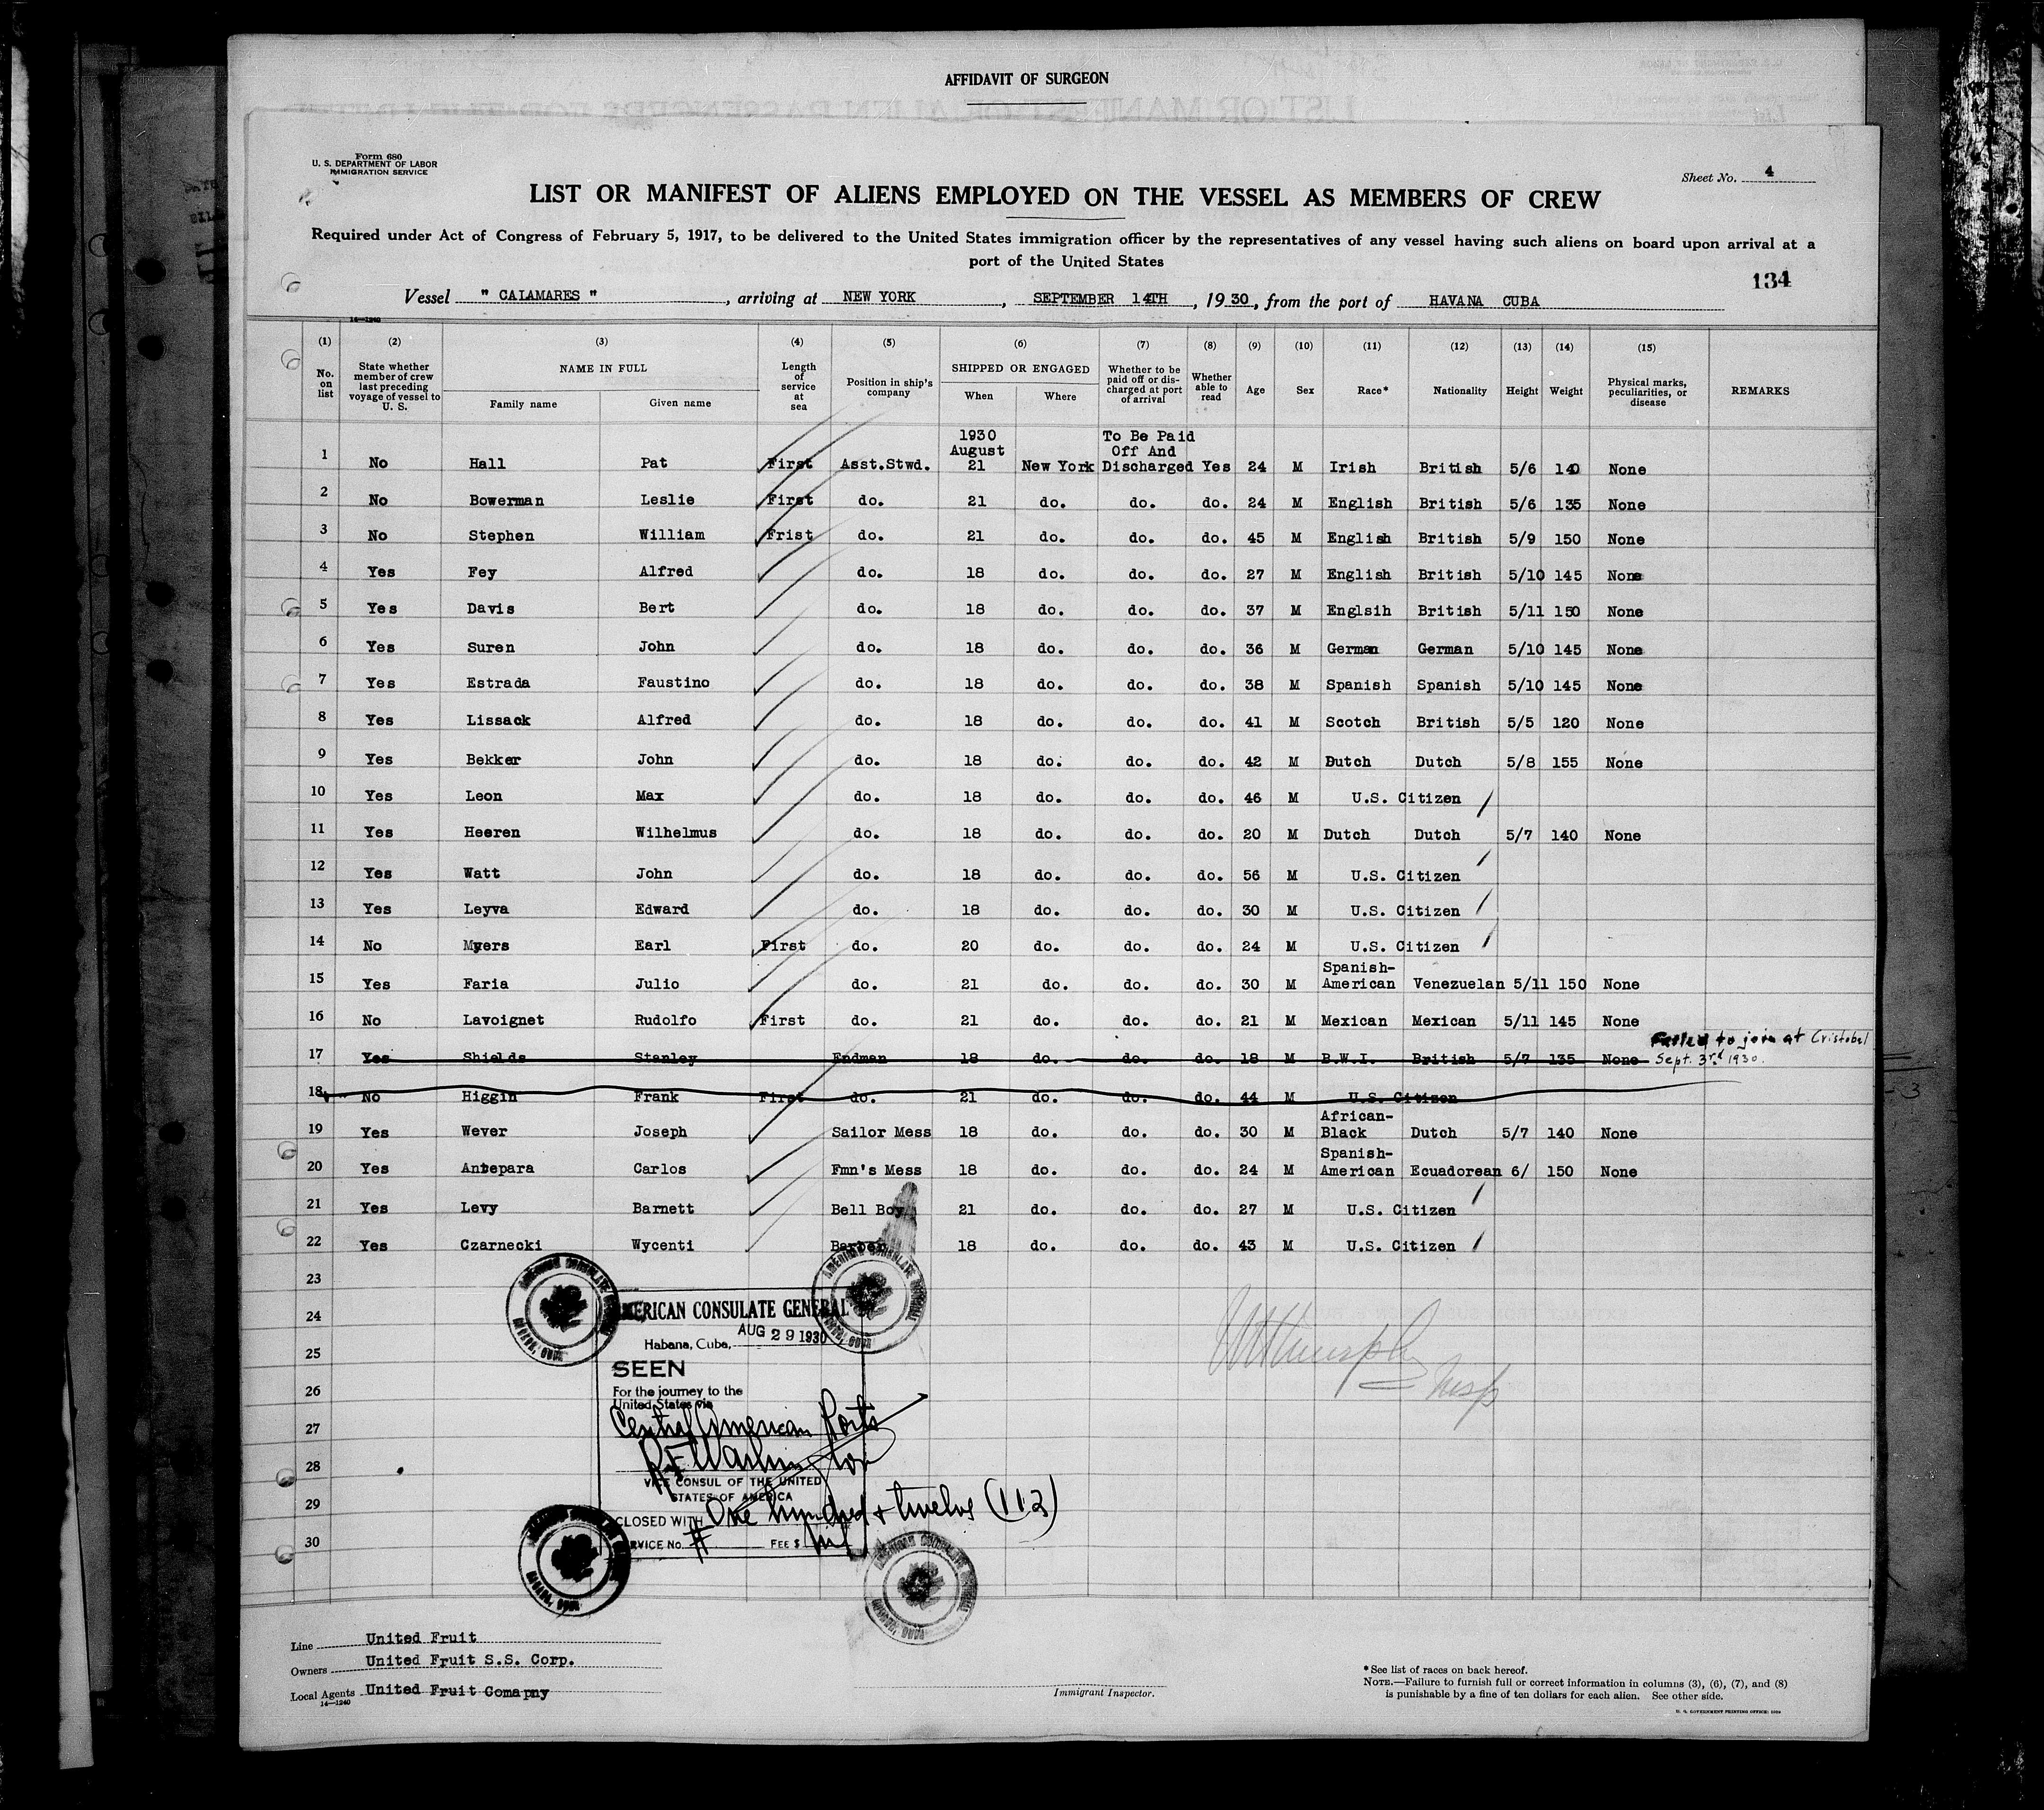 AFFIDAVIT OF SURGEON
Form 680
U. S. DEPARTMENT OF LABOR
IMMIGRATION SERVICE
Sheet No. 4
LIST OR MANIFEST OF ALIENS EMPLOYED ON THE VESSEL AS MEMBERS OF CREW
Required under Act of Congress of February 5, 1917, to be delivered to the United States immigration officer by the representatives of any vessel having such aliens on board upon arrival at a
port of the United States
134
Vessel " CALAMARES " , arriving at NEW YORK , SEPTEMBER 14TH , 1930, from the port of HAVANA CUBA
14—1240
(1) (2) (3) (4) (5) (6) (7) (8) (9) (10) (11) (12) (13) (14) (15)
No. on list State whether member of crew last preceding voyage of vessel to U. S. NAME IN FULL Family name Given name Length of service at sea Position in ship's company SHIPPED OR ENGAGED When Where Whether to be paid off or discharged at port of arrival Whether able to read Age Sex Race* Nationality Height Weight Physical marks, peculiarities, or disease REMARKS
1930 To Be Paid
August Off And
1 No Hall Pat First Asst.Stwd. 21 New York Discharged Yes 24 M Irish British 5/6 140 None
2 No Bowerman Leslie First do. 21 do. do. do. 24 M English British 5/6 135 None
3 No Stephen William Frist do. 21 do. do. do. 45 M English British 5/9 150 None
4 Yes Fey Alfred do. 18 do. do. do. 27 M English British 5/10 145 None
5 Yes Davis Bert do. 18 do. do. do. 37 M Englsih British 5/11 150 None
6 Yes Suren John do. 18 do. do. do. 36 M German German 5/10 145 None
7 Yes Estrada Faustino do. 18 do. do. do. 38 M Spanish Spanish 5/10 145 None
8 Yes Lissack Alfred do. 18 do. do. do. 41 M Scotch British 5/5 120 None
9 Yes Bekker John do. 18 do. do. do. 42 M Dutch Dutch 5/8 155 None
10 Yes Leon Max do. 18 do. do. do. 46 M U.S. Citizen
11 Yes Heeren Wilhelmus do. 18 do. do. do. 20 M Dutch Dutch 5/7 140 None
12 Yes Watt John do. 18 do. do. do. 56 M U.S. Citizen
13 Yes Leyva Edward do. 18 do. do. do. 30 M U.S. Citizen
14 No Myers Earl First do. 20 do. do. do. 24 M U.S. Citizen
Spanish-
15 Yes Faria Julio do. 21 do. do. do. 30 M American Venezuelan 5/11 150 None
16 No Lavoignet Rudolfo First do. 21 do. do. do. 21 M Mexican Mexican 5/11 145 None
Failed to join at Cristobal
17 Yes Shields Stanley Endman 18 do. do. do. 18 M B.W.I. British 5/7 135 None Sept. 3rd 1930.
18 No Higgin Frank First do. 21 do. do. do. 44 M U.S. Citizen
African-
19 Yes Wever Joseph Sailor Mess 18 do. do. do. 30 M Black Dutch 5/7 140 None
Spanish-
20 Yes Antepara Carlos Fmn's Mess 18 do. do. do. 24 M American Ecuadorean 6/ 150 None
21 Yes Levy Barnett Bell Boy 21 do. do. do. 27 M U.S. Citizen
22 Yes Czarnecki Wycenti Barber 18 do. do. do. 43 M U.S. Citizen
23
24
25
26
27
28
29
30
AMERICAN CONSULATE GENERAL
HABANA, CUBA
AMERICAN CONSULATE GENERAL
Habana, Cuba, AUG 29 1930
SEEN
For the journey to the
United States via
Central American Ports
R F Washington
VICE CONSUL OF THE UNITED
STATES OF AMERICA
CLOSED WITH One hundred + twelve (112)
SERVICE No. # FEE $ nil
Line United Fruit
Owners United Fruit S.S. Corp.
Local Agents United Fruit Comapny
14—1240
Immigrant Inspector.
* See list of races on back hereof.
NOTE.—Failure to furnish full or correct information in columns (3), (6), (7), and (8)
is punishable by a fine of ten dollars for each alien. See other side.